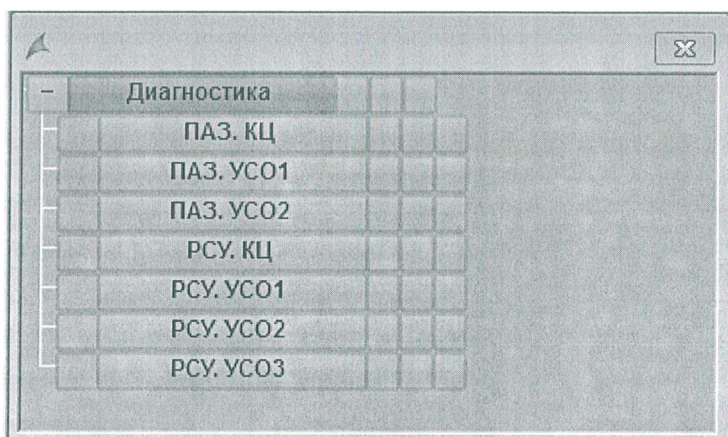 Диагностика
ПАЗ. КЦ
ПАЗ. УСО1
ПАЗ. УСО2
РСУ. КЦ
РСУ. УСО1
РСУ. УСО2
РСУ. УСО3